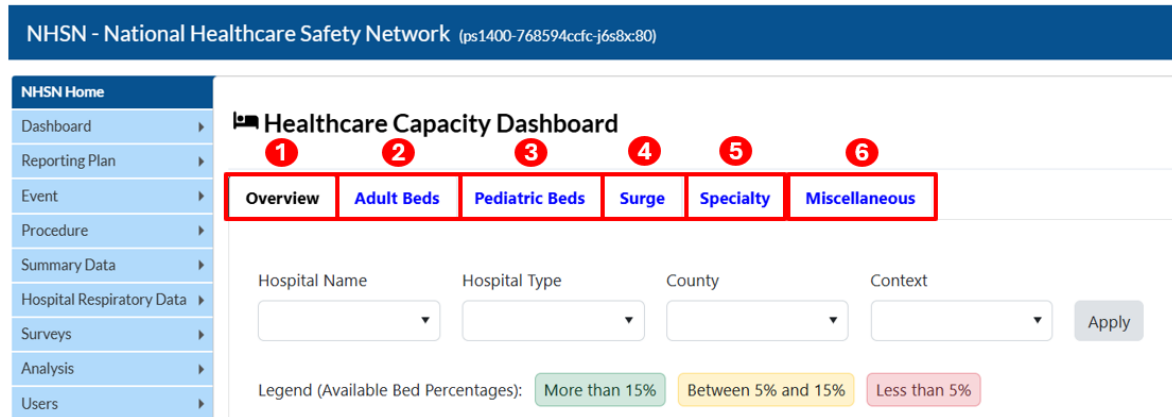 NHSN - National Healthcare Safety Network (ps1400-768594ccfc-j6s8x:80)
NHSN Home
Dashboard
Reporting Plan
Event
Procedure
Summary Data
Hospital Respiratory Data
Surveys
Analysis
Users
Healthcare Capacity Dashboard
1 2 3 4 5 6
Overview Adult Beds Pediatric Beds Surge Specialty Miscellaneous
Hospital Name Hospital Type County Context
Apply
Legend (Available Bed Percentages): More than 15% Between 5% and 15% Less than 5%